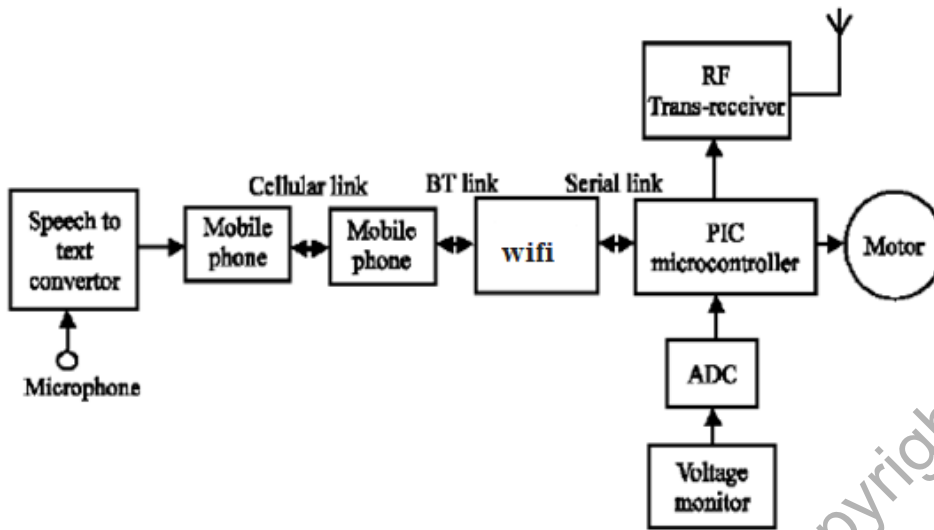 RF
Trans-receiver
Cellular link
BT link
Serial link
Speech to
text
convertor
Mobile
phone
Mobile
phone
wifi
PIC
microcontroller
Motor
Microphone
ADC
Voltage
monitor